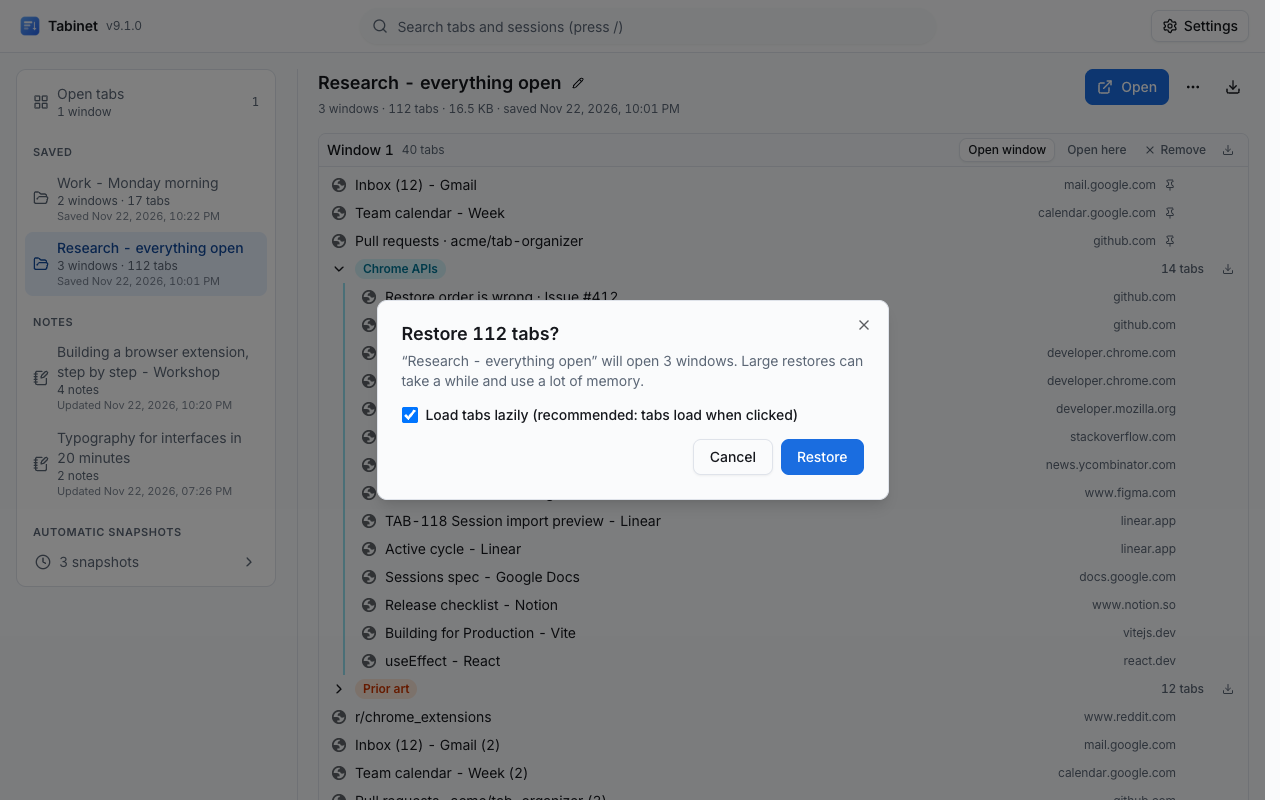 Tabinet v9.1.0
Search tabs and sessions (press /)
Settings
Open tabs
1 window
1
SAVED
Work - Monday morning
2 windows · 17 tabs
Saved Nov 22, 2026, 10:22 PM
Research - everything open
3 windows · 112 tabs
Saved Nov 22, 2026, 10:01 PM
NOTES
Building a browser extension,
step by step - Workshop
4 notes
Updated Nov 22, 2026, 10:20 PM
Typography for interfaces in
20 minutes
2 notes
Updated Nov 22, 2026, 07:26 PM
AUTOMATIC SNAPSHOTS
3 snapshots
Research - everything open
3 windows · 112 tabs · 16.5 KB · saved Nov 22, 2026, 10:01 PM
Open
Window 1 40 tabs
Open window Open here Remove
Inbox (12) - Gmail mail.google.com
Team calendar - Week calendar.google.com
Pull requests · acme/tab-organizer github.com
Chrome APIs 14 tabs
Restore order is wrong · Issue #412 github.com
github.com
developer.chrome.com
developer.chrome.com
developer.mozilla.org
stackoverflow.com
news.ycombinator.com
www.figma.com
Restore 112 tabs?
“Research - everything open” will open 3 windows. Large restores can
take a while and use a lot of memory.
Load tabs lazily (recommended: tabs load when clicked)
Cancel Restore
TAB-118 Session import preview - Linear linear.app
Active cycle - Linear linear.app
Sessions spec - Google Docs docs.google.com
Release checklist - Notion www.notion.so
Building for Production - Vite vitejs.dev
useEffect - React react.dev
Prior art 12 tabs
r/chrome_extensions www.reddit.com
Inbox (12) - Gmail (2) mail.google.com
Team calendar - Week (2) calendar.google.com
Pull requests · acme/tab-organizer (2) github.com